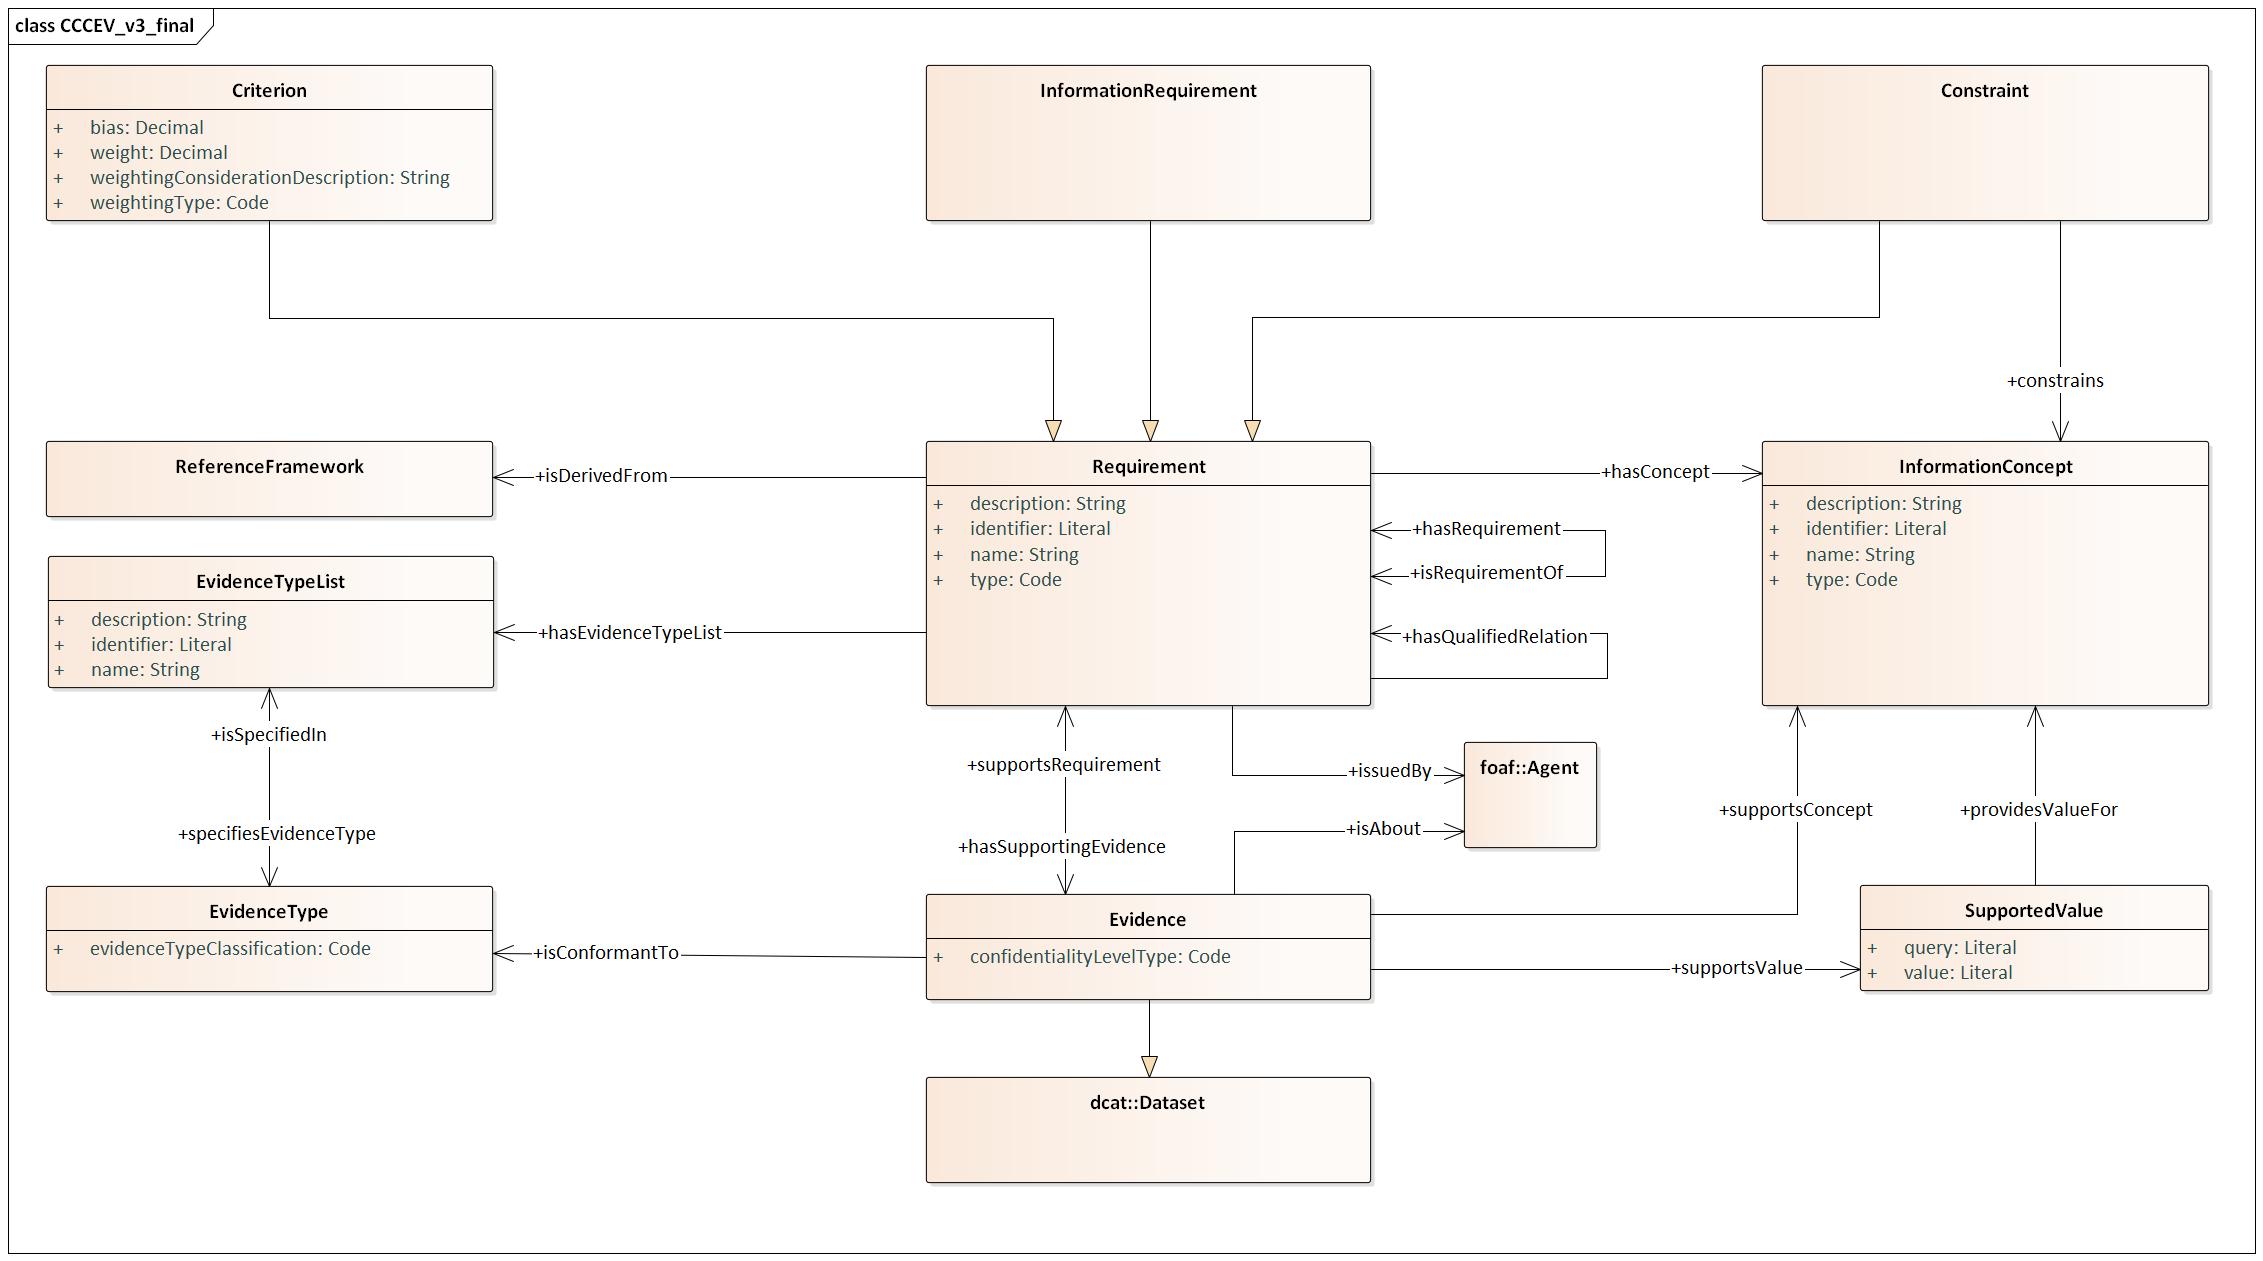 class CCCEV_v3_final
Criterion
+ bias: Decimal
+ weight: Decimal
+ weightingConsiderationDescription: String
+ weightingType: Code
InformationRequirement
Constraint
+constrains
ReferenceFramework
+isDerivedFrom
Requirement
+ description: String
+ identifier: Literal
+ name: String
+ type: Code
+hasConcept
+hasRequirement
+isRequirementOf
+hasQualifiedRelation
InformationConcept
+ description: String
+ identifier: Literal
+ name: String
+ type: Code
EvidenceTypeList
+ description: String
+ identifier: Literal
+ name: String
+hasEvidenceTypeList
+isSpecifiedIn
+specifiesEvidenceType
+supportsRequirement
+hasSupportingEvidence
+issuedBy
+isAbout
foaf::Agent
+supportsConcept
+providesValueFor
EvidenceType
+ evidenceTypeClassification: Code
+isConformantTo
Evidence
+ confidentialityLevelType: Code
+supportsValue
SupportedValue
+ query: Literal
+ value: Literal
dcat::Dataset